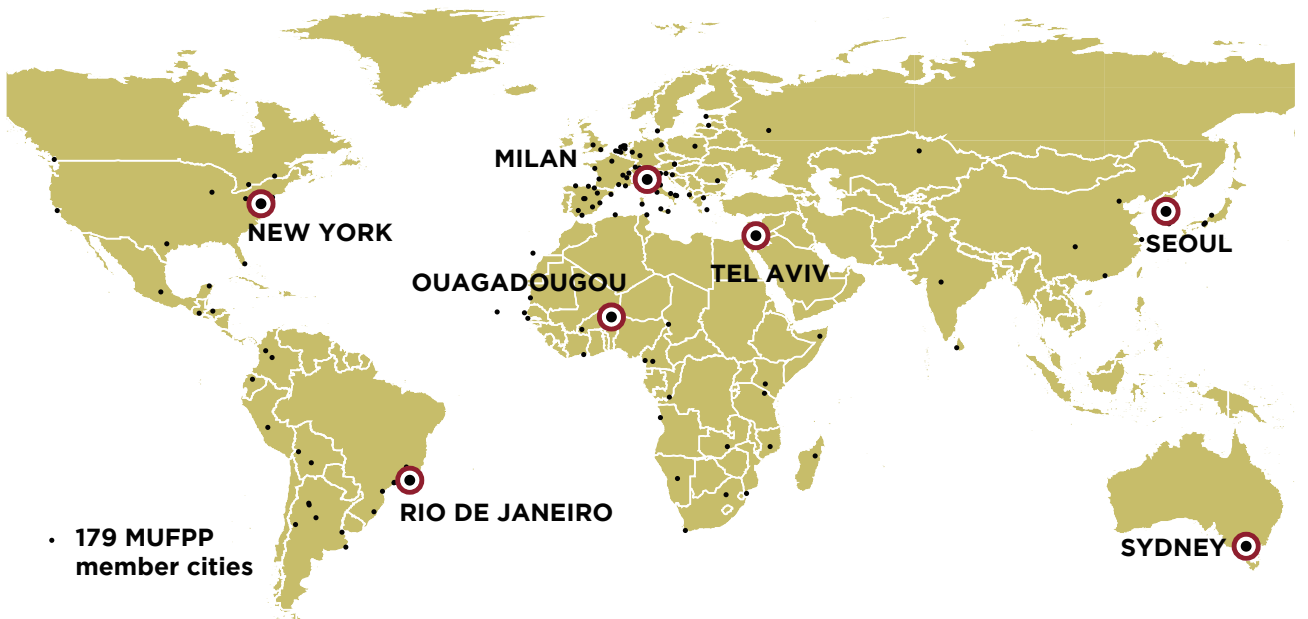 MILAN
NEW YORK
SEOUL
TEL AVIV
OUAGADOUGOU
RIO DE JANEIRO
SYDNEY
• 179 MUFPP
member cities